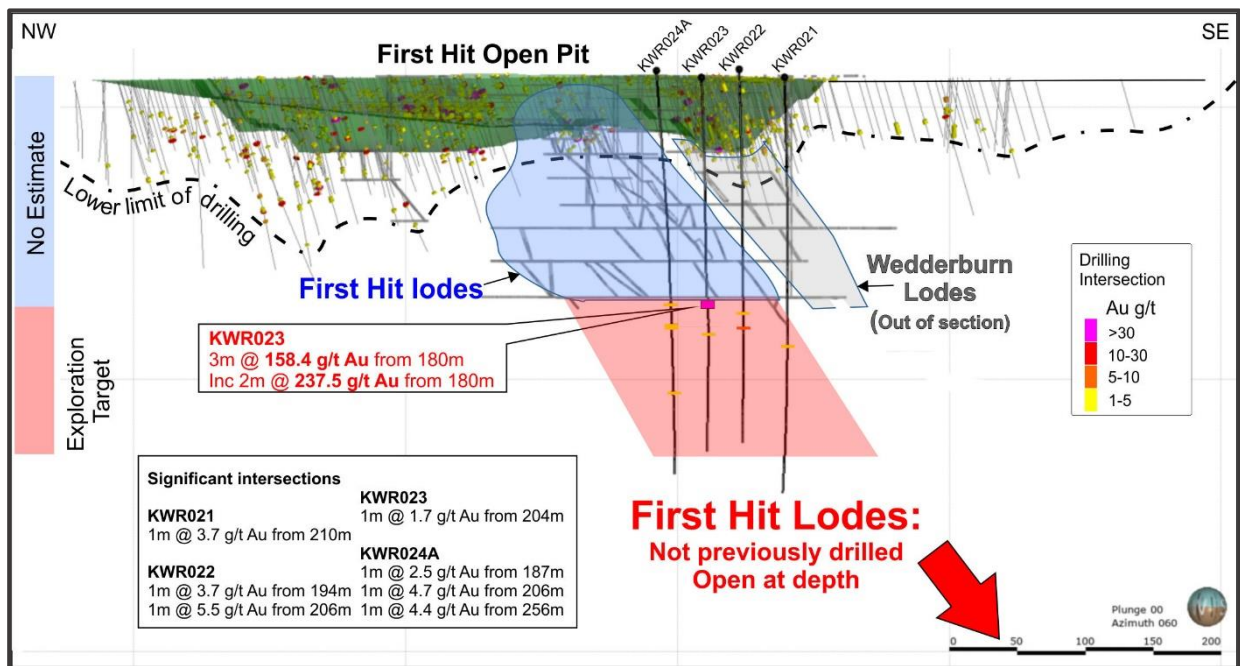 NW
SE
First Hit Open Pit
KWR024A
KWR023
KWR022
KWR021
No Estimate
Exploration
Target
Lower limit of drilling
First Hit lodes
Wedderburn
Lodes
(Out of section)
Drilling
Intersection
Au g/t
>30
10-30
5-10
1-5
KWR023
3m @ 158.4 g/t Au from 180m
Inc 2m @ 237.5 g/t Au from 180m
Significant intersections
KWR021
1m @ 3.7 g/t Au from 210m
KWR022
1m @ 3.7 g/t Au from 194m
1m @ 5.5 g/t Au from 206m
KWR023
1m @ 1.7 g/t Au from 204m
KWR024A
1m @ 2.5 g/t Au from 187m
1m @ 4.7 g/t Au from 206m
1m @ 4.4 g/t Au from 256m
First Hit Lodes:
Not previously drilled
Open at depth
Plunge 00
Azimuth 060
0 50 100 150 200